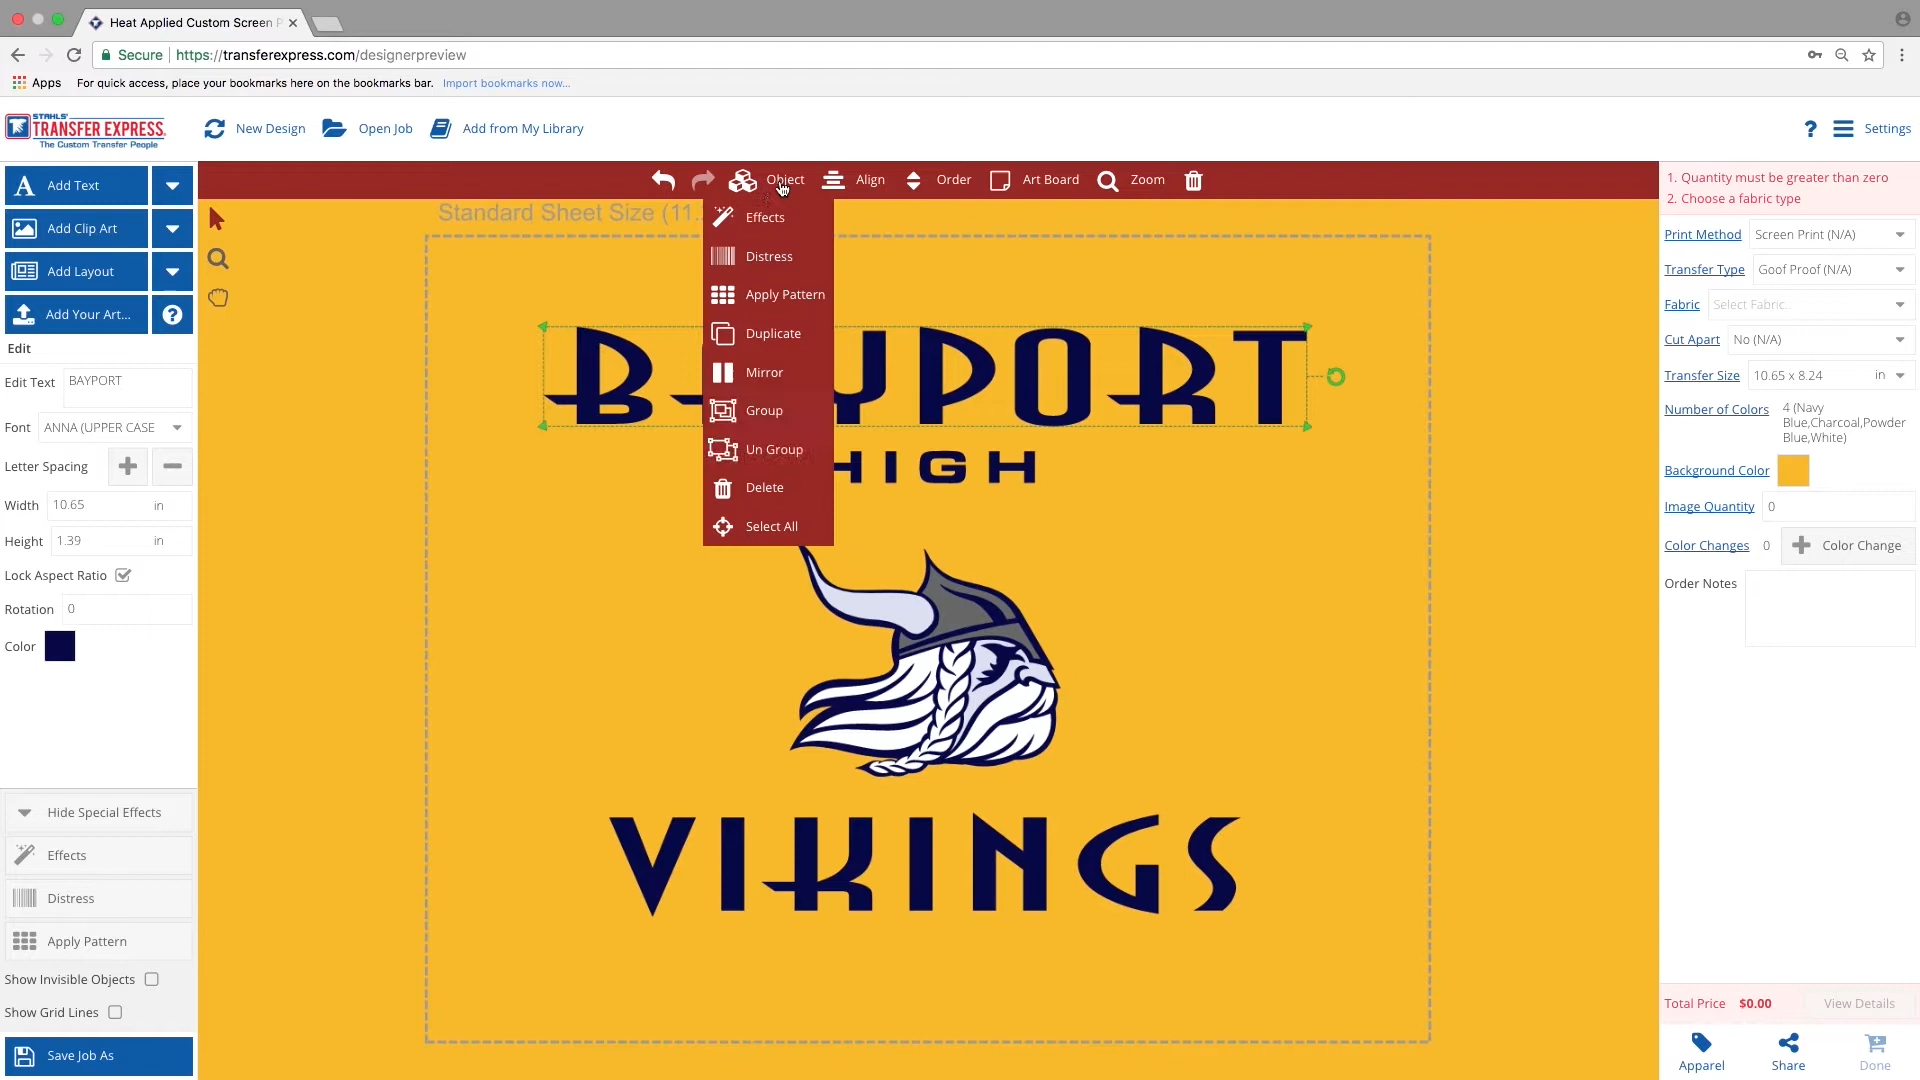 Heat Applied Custom Screen P
Secure
https://transferexpress.com/designerpreview
Apps
For quick access, place your bookmarks here on the bookmarks bar.
Import bookmarks now...
STAHLS'
TRANSFER EXPRESS.
The Custom Transfer People
New Design
Open Job
Add from My Library
?
Settings
Object
Align
Order
Art Board
Zoom
Add Text
Add Clip Art
Add Layout
Add Your Art...
Edit
Edit Text BAYPORT
Font ANNA (UPPER CASE
Letter Spacing
Width 10.65 in
Height 1.39 in
Lock Aspect Ratio
Rotation 0
Color
Hide Special Effects
Effects
Distress
Apply Pattern
Show Invisible Objects
Show Grid Lines
Save Job As
Standard Sheet Size (11.
Effects
Distress
Apply Pattern
Duplicate
Mirror
Group
Un Group
Delete
Select All
BAYPORT
HIGH
VIKINGS
1. Quantity must be greater than zero
2. Choose a fabric type
Print Method Screen Print (N/A)
Transfer Type Goof Proof (N/A)
Fabric Select Fabric..
Cut Apart No (N/A)
Transfer Size 10.65 x 8.24 in
Number of Colors 4 (Navy
Blue,Charcoal,Powder
Blue,White)
Background Color
Image Quantity 0
Color Changes 0 Color Change
Order Notes
Total Price $0.00 View Details
Apparel
Share
Done